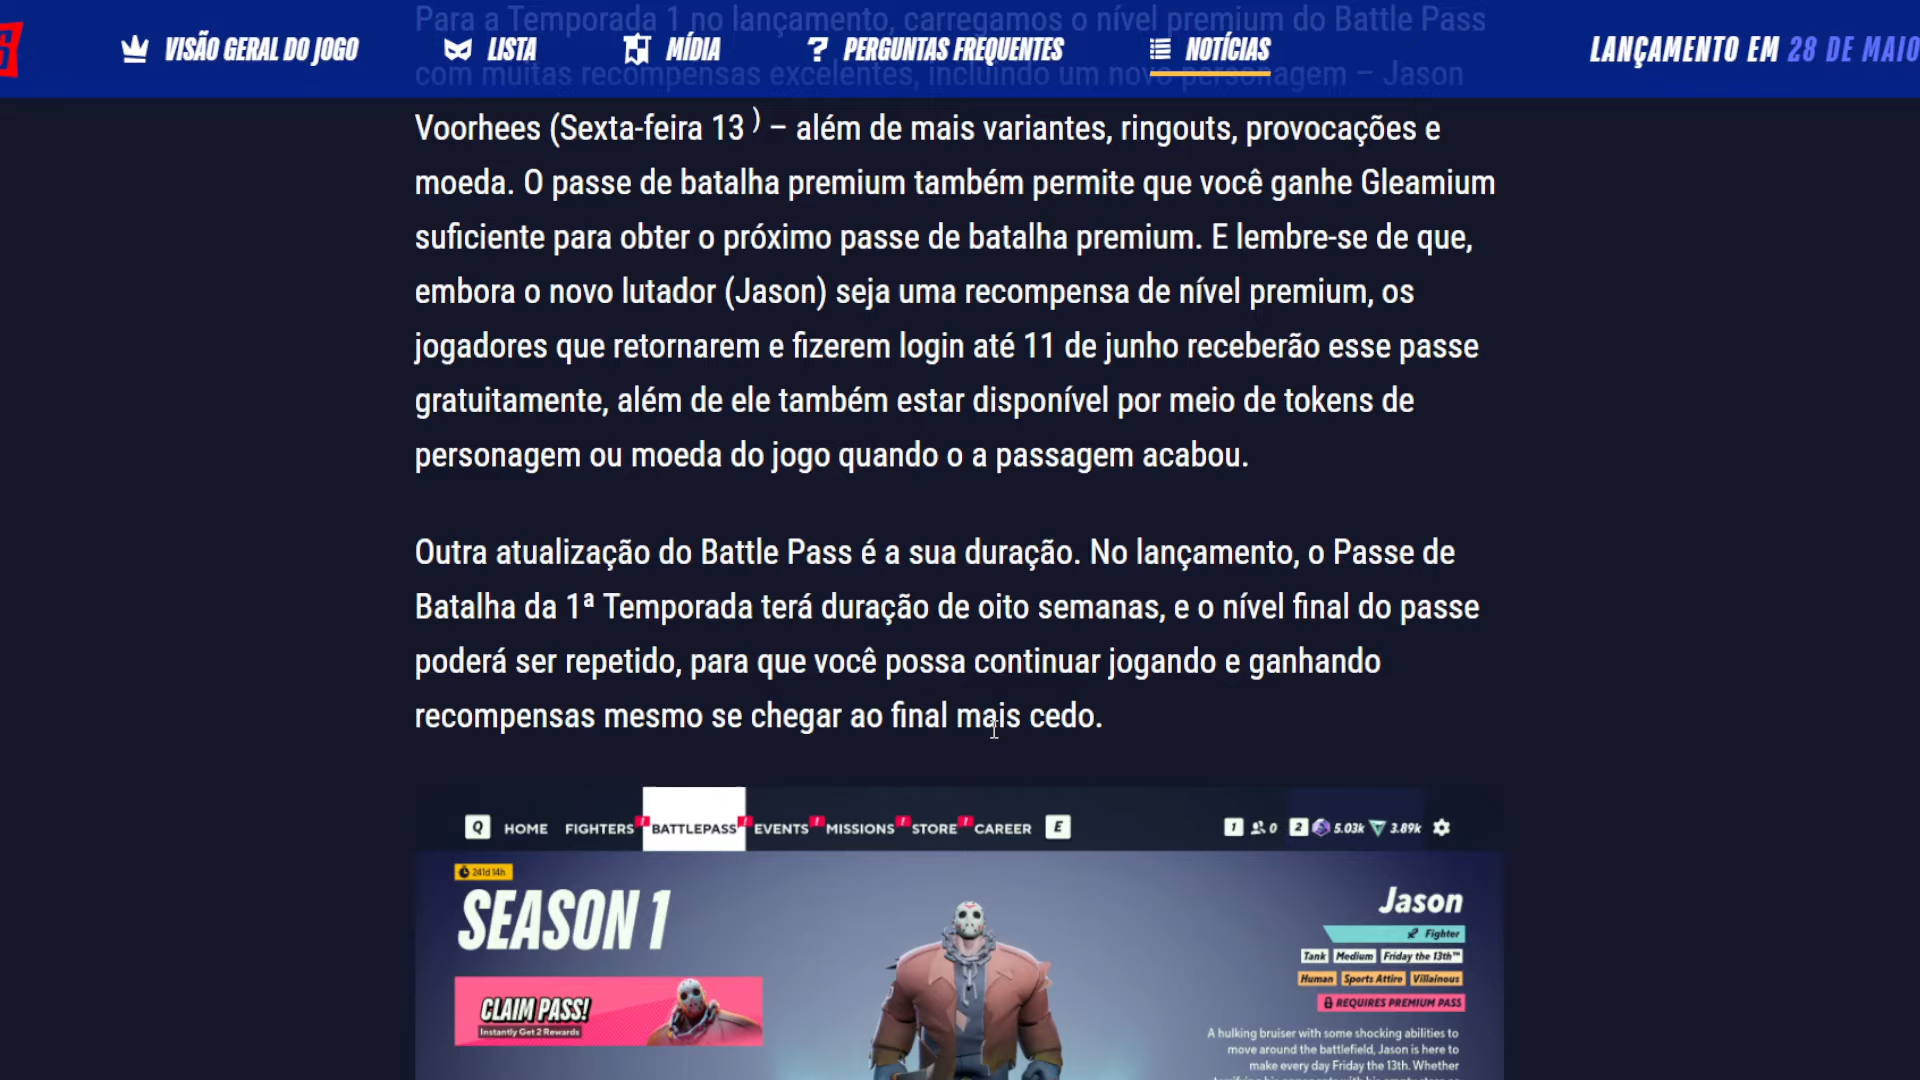 Para a Temporada 1 no lançamento, carregamos o nível premium do Battle Pass
S VISÃO GERAL DO JOGO LISTA MÍDIA ? PERGUNTAS FREQUENTES NOTÍCIAS LANÇAMENTO EM 28 DE MAIO
com muitas recompensas excelentes, incluindo um novo personagem – Jason
Voorhees (Sexta-feira 13 ) – além de mais variantes, ringouts, provocações e
moeda. O passe de batalha premium também permite que você ganhe Gleamium
suficiente para obter o próximo passe de batalha premium. E lembre-se de que,
embora o novo lutador (Jason) seja uma recompensa de nível premium, os
jogadores que retornarem e fizerem login até 11 de junho receberão esse passe
gratuitamente, além de ele também estar disponível por meio de tokens de
personagem ou moeda do jogo quando o a passagem acabou.
Outra atualização do Battle Pass é a sua duração. No lançamento, o Passe de
Batalha da 1ª Temporada terá duração de oito semanas, e o nível final do passe
poderá ser repetido, para que você possa continuar jogando e ganhando
recompensas mesmo se chegar ao final mais cedo.
Q HOME FIGHTERS ! BATTLEPASS ! EVENTS ! MISSIONS ! STORE ! CAREER E 1 0 2 5.03k 3.89k
241d 14h
SEASON 1
Jason
Fighter
Tank Medium Friday the 13th™
Human Sports Attire Villainous
REQUIRES PREMIUM PASS
CLAIM PASS!
Instantly Get 2 Rewards
A hulking bruiser with some shocking abilities to
move around the battlefield, Jason is here to
make every day Friday the 13th. Whether